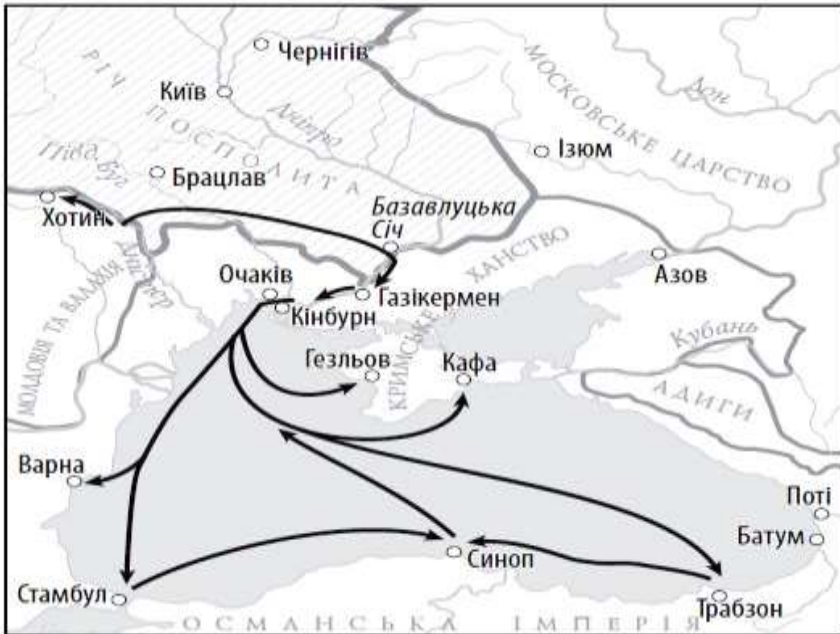 Чернігів
РІЧ ПОСПОЛИТА
МОСКОВСЬКЕ ЦАРСТВО
Дон
Київ
Дніпро
Ізюм
Півд. Буг
Брацлав
Хотин
Базавлуцька
Січ
Дністер
КРИМСЬКЕ ХАНСТВО
Азов
Очаків
Газікермен
Кінбурн
МОЛДОВІЯ ТА ВАЛАХІЯ
Гезльов
Кафа
Кубань
АДИГИ
Варна
Поті
Батум
Синоп
Стамбул
Трабзон
ОСМАНСЬКА ІМПЕРІЯ